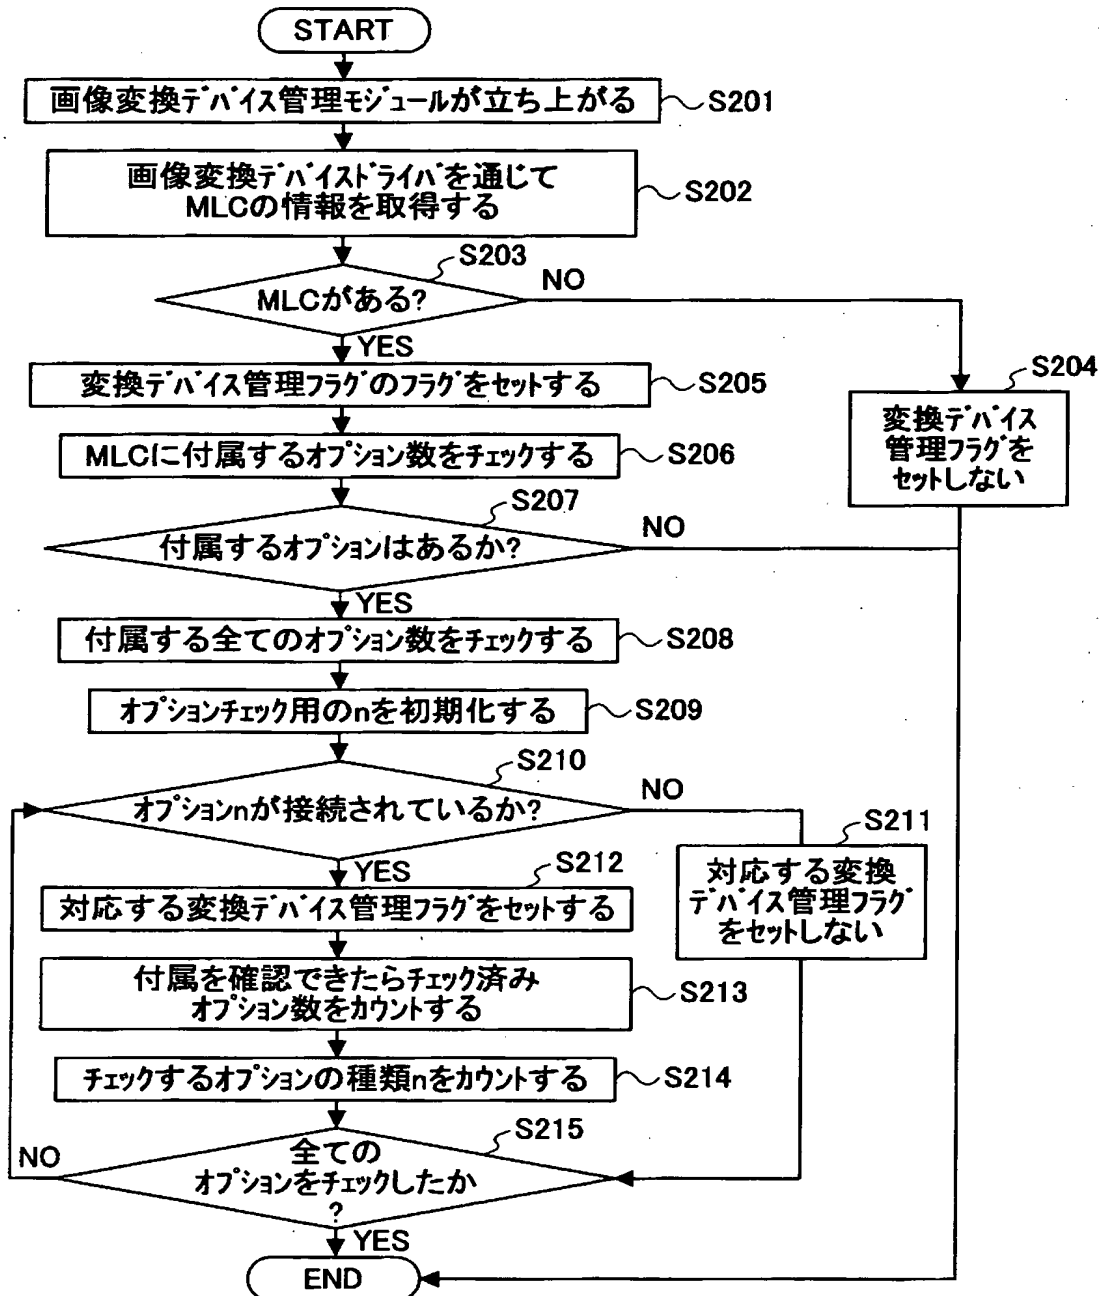 START
画像変換デバイス管理モジュールが立ち上がる
S201
画像変換デバイスドライバを通じて
MLCの情報を取得する
S202
S203
MLCがある?
NO
YES
変換デバイス管理フラグのフラグをセットする
S205
S204
変換デバイス
管理フラグを
セットしない
MLCに付属するオプション数をチェックする
S206
S207
付属するオプションはあるか?
NO
YES
付属する全てのオプション数をチェックする
S208
オプションチェック用のnを初期化する
S209
S210
オプションnが接続されているか?
NO
YES
S211
対応する変換
デバイス管理フラグ
をセットしない
S212
対応する変換デバイス管理フラグをセットする
付属を確認できたらチェック済み
オプション数をカウントする
S213
チェックするオプションの種類nをカウントする
S214
S215
全ての
オプションをチェックしたか
?
NO
YES
END